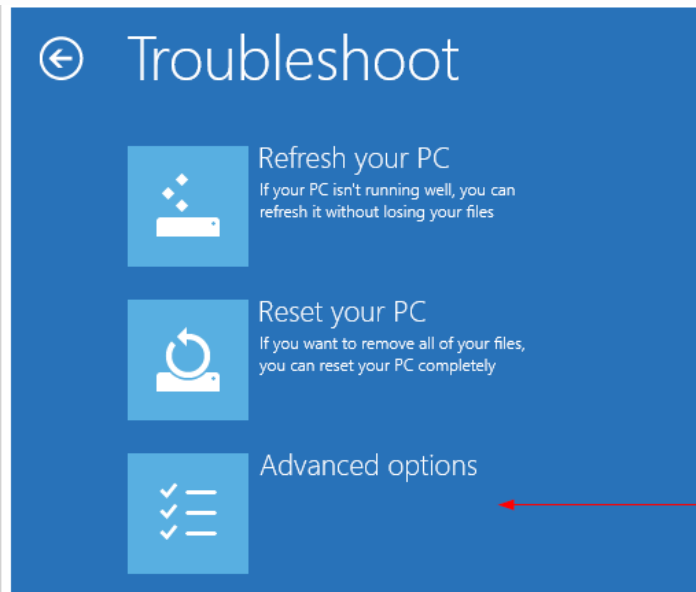 Troubleshoot
Refresh your PC
If your PC isn't running well, you can
refresh it without losing your files
Reset your PC
If you want to remove all of your files,
you can reset your PC completely
Advanced options